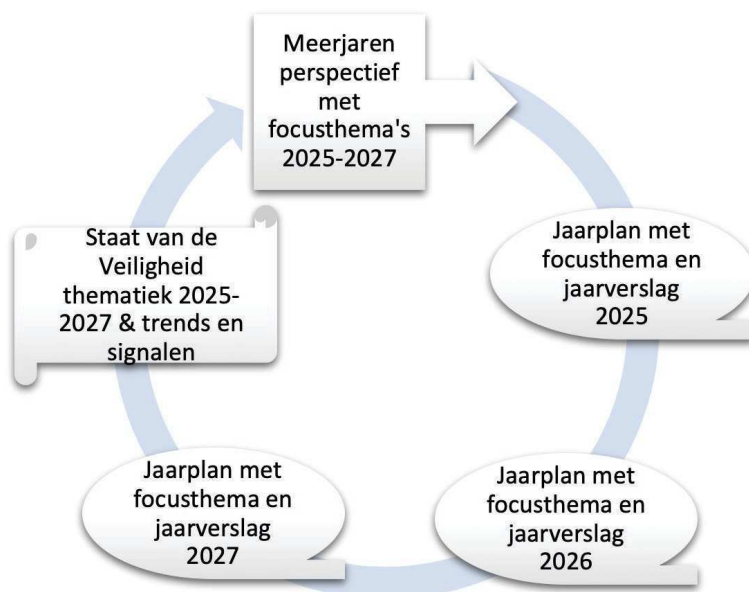 Meerjaren
perspectief
met
focusthema's
2025-2027
Jaarplan met
focusthema en
jaarverslag
2025
Jaarplan met
focusthema en
jaarverslag
2026
Jaarplan met
focusthema en
jaarverslag
2027
Staat van de
Veiligheid
thematiek 2025-
2027 & trends en
signalen